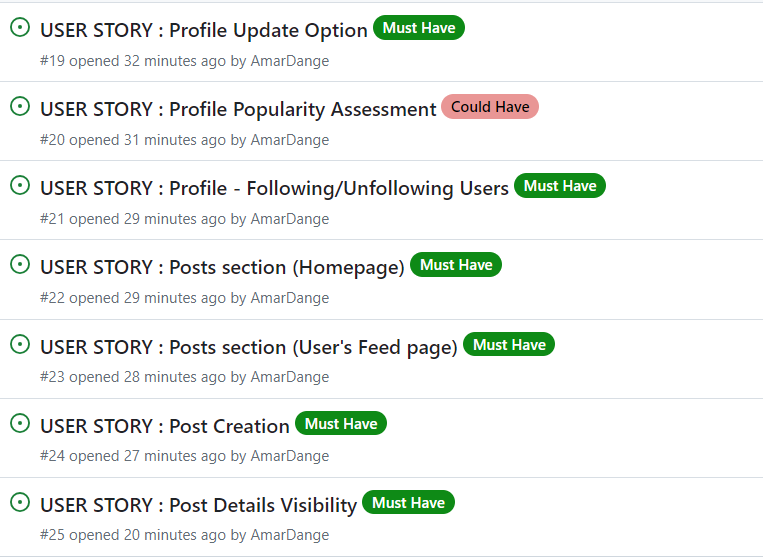 USER STORY : Profile Update Option Must Have
#19 opened 32 minutes ago by AmarDange
USER STORY : Profile Popularity Assessment Could Have
#20 opened 31 minutes ago by AmarDange
USER STORY : Profile - Following/Unfollowing Users Must Have
#21 opened 29 minutes ago by AmarDange
USER STORY : Posts section (Homepage) Must Have
#22 opened 29 minutes ago by AmarDange
USER STORY : Posts section (User's Feed page) Must Have
#23 opened 28 minutes ago by AmarDange
USER STORY : Post Creation Must Have
#24 opened 27 minutes ago by AmarDange
USER STORY : Post Details Visibility Must Have
#25 opened 20 minutes ago by AmarDange